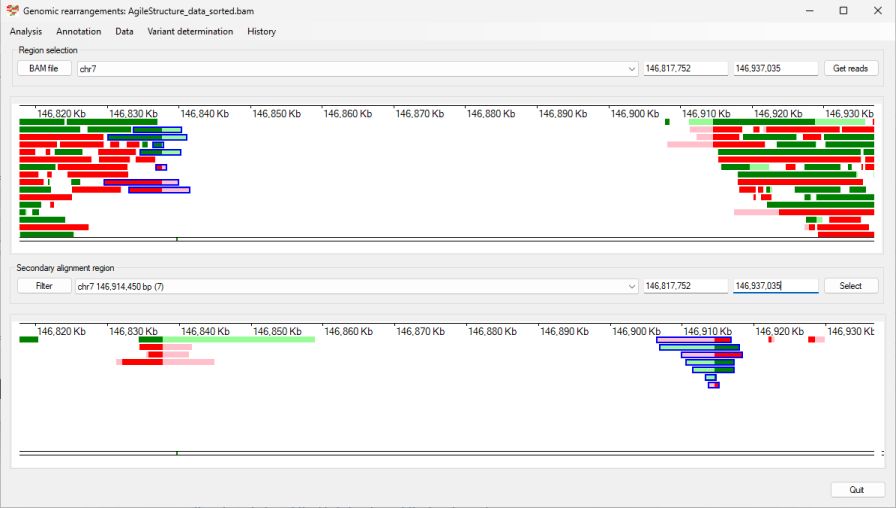 Genomic rearrangements: AgileStructure_data_sorted.bam
Analysis Annotation Data Variant determination History
Region selection
BAM file chr7 146,817,752 146,937,035 Get reads
146,820 Kb 146,830 Kb 146,840 Kb 146,850 Kb 146,860 Kb 146,870 Kb 146,880 Kb 146,890 Kb 146,900 Kb 146,910 Kb 146,920 Kb 146,930 Kb
Secondary alignment region
Filter chr7 146,914,450 bp (7) 146,817,752 146,937,035 Select
146,820 Kb 146,830 Kb 146,840 Kb 146,850 Kb 146,860 Kb 146,870 Kb 146,880 Kb 146,890 Kb 146,900 Kb 146,910 Kb 146,920 Kb 146,930 Kb
Quit